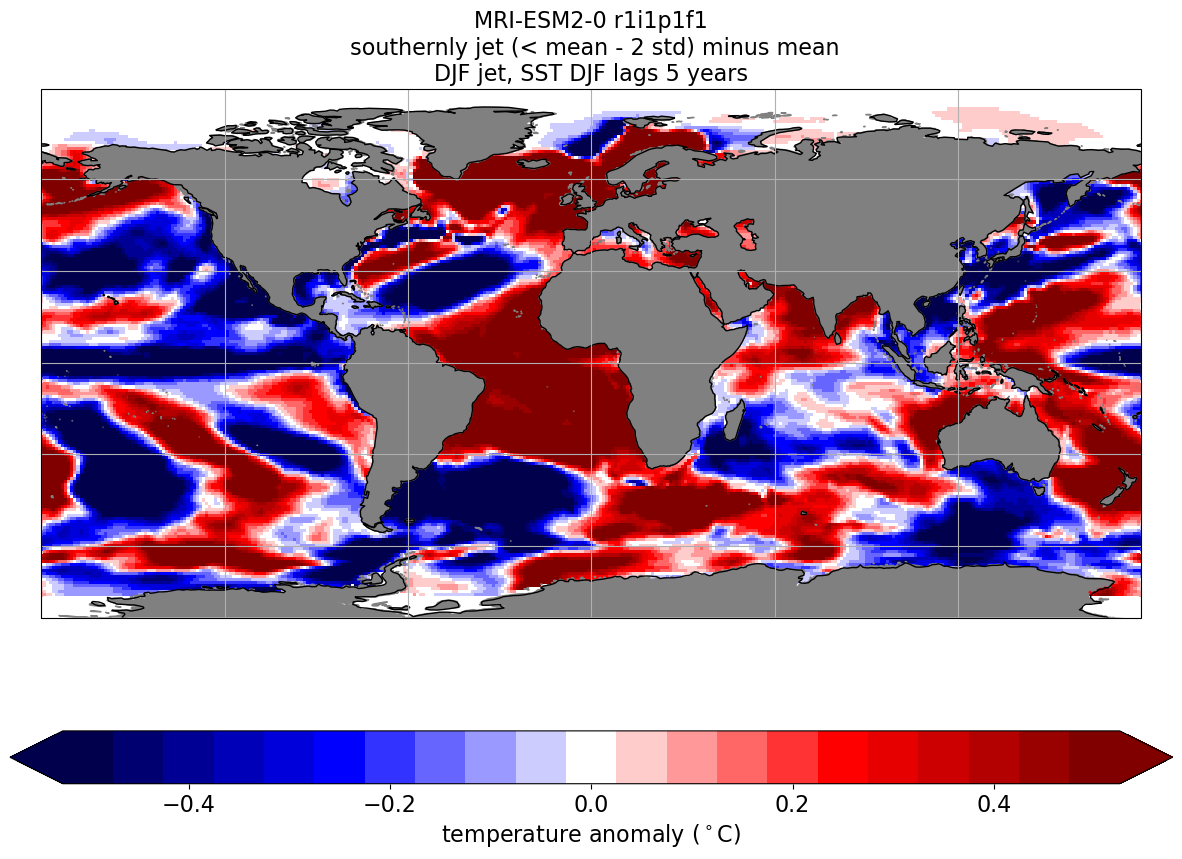 MRI-ESM2-0 r1i1p1f1
southernly jet (< mean - 2 std) minus mean
DJF jet, SST DJF lags 5 years
−0.4 −0.2 0.0 0.2 0.4
temperature anomaly (°C)